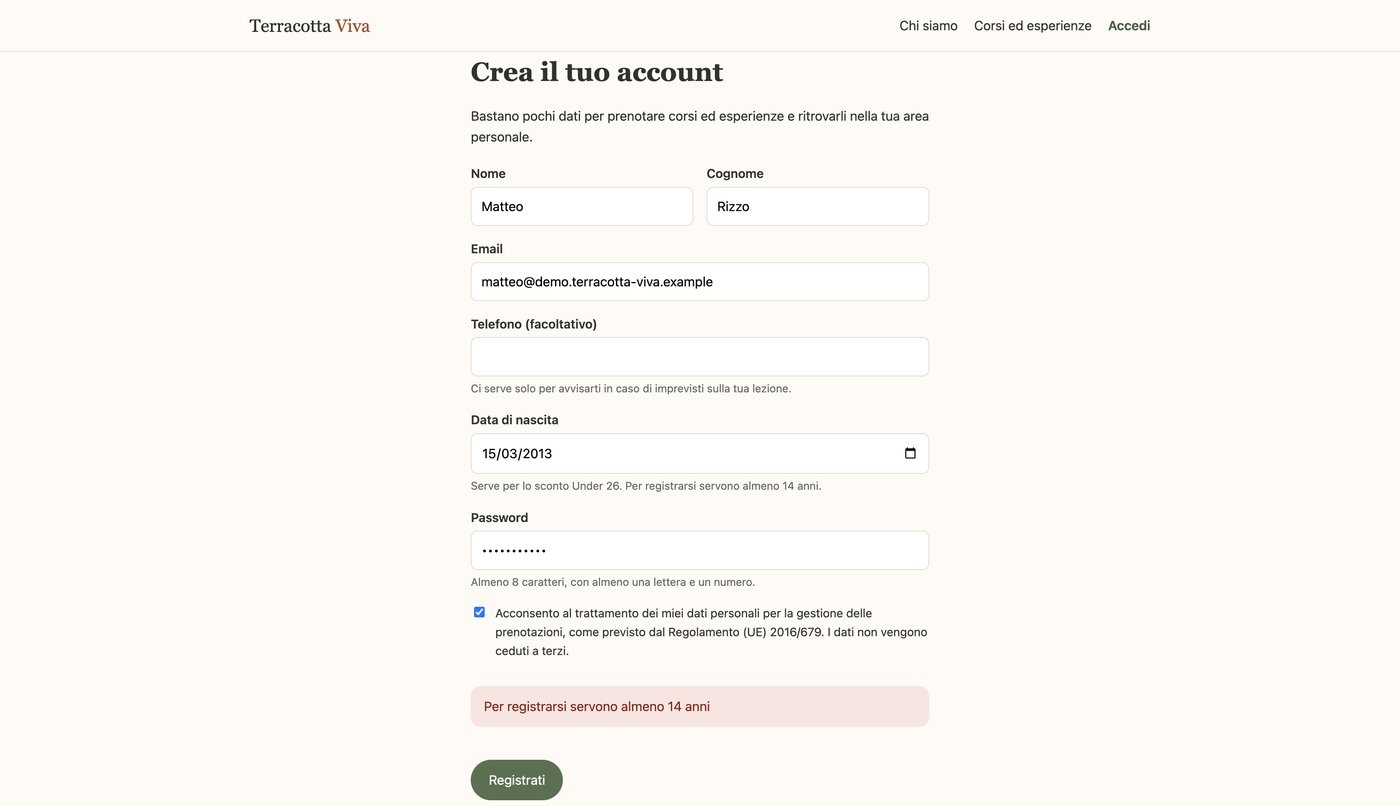 Terracotta Viva
Chi siamo
Corsi ed esperienze
Accedi
Crea il tuo account
Bastano pochi dati per prenotare corsi ed esperienze e ritrovarli nella tua area
personale.
Nome
Cognome
Matteo
Rizzo
Email
matteo@demo.terracotta-viva.example
Telefono (facoltativo)
Ci serve solo per avvisarti in caso di imprevisti sulla tua lezione.
Data di nascita
15/03/2013
Serve per lo sconto Under 26. Per registrarsi servono almeno 14 anni.
Password
•••••••••••
Almeno 8 caratteri, con almeno una lettera e un numero.
Acconsento al trattamento dei miei dati personali per la gestione delle
prenotazioni, come previsto dal Regolamento (UE) 2016/679. I dati non vengono
ceduti a terzi.
Per registrarsi servono almeno 14 anni
Registrati